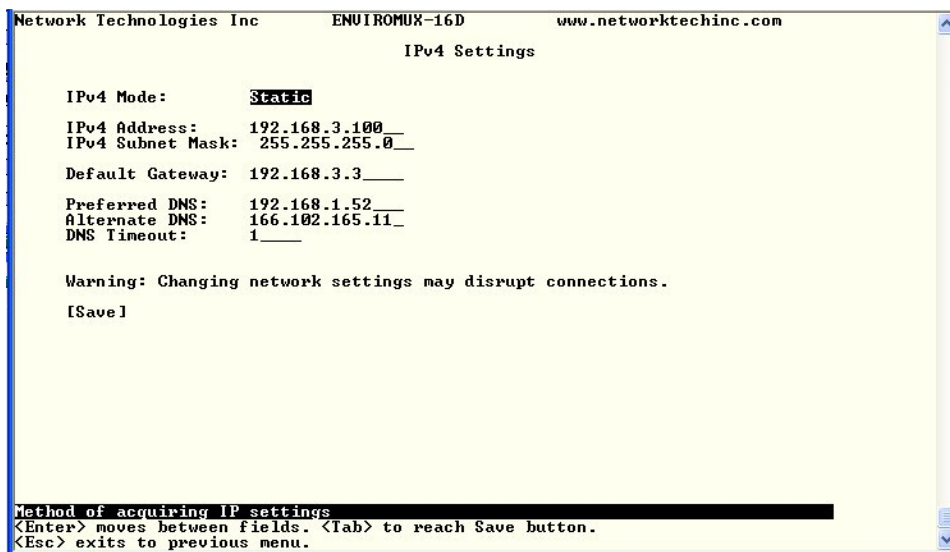 Network Technologies Inc ENVIROMUX-16D www.networktechinc.com
IPv4 Settings
IPv4 Mode: Static
IPv4 Address: 192.168.3.100__
IPv4 Subnet Mask: 255.255.255.0__
Default Gateway: 192.168.3.3____
Preferred DNS: 192.168.1.52___
Alternate DNS: 166.102.165.11_
DNS Timeout: 1____
Warning: Changing network settings may disrupt connections.
[Save]
Method of acquiring IP settings
<Enter> moves between fields. <Tab> to reach Save button.
<Esc> exits to previous menu.